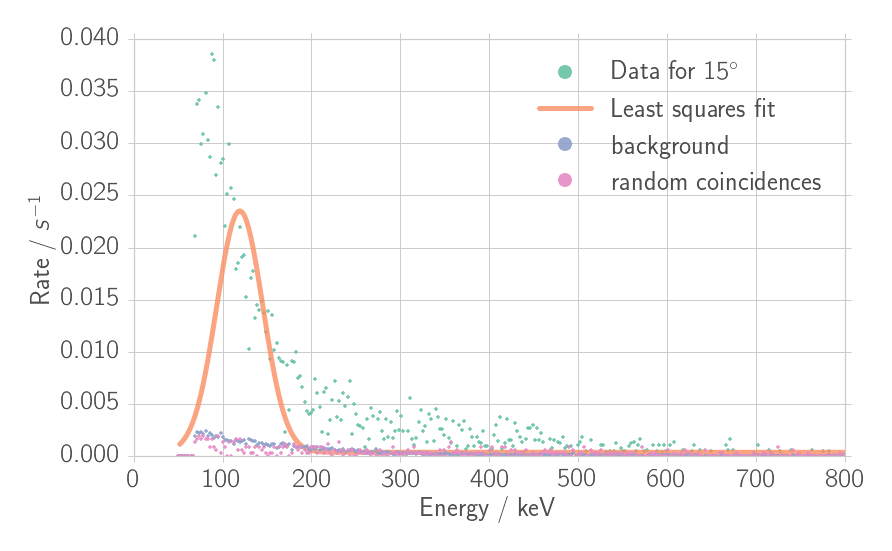 0.040
0.035
0.030
0.025
0.020
0.015
0.010
0.005
0.000
Rate / s⁻¹
Data for 15°
Least squares fit
background
random coincidences
0 100 200 300 400 500 600 700 800
Energy / keV